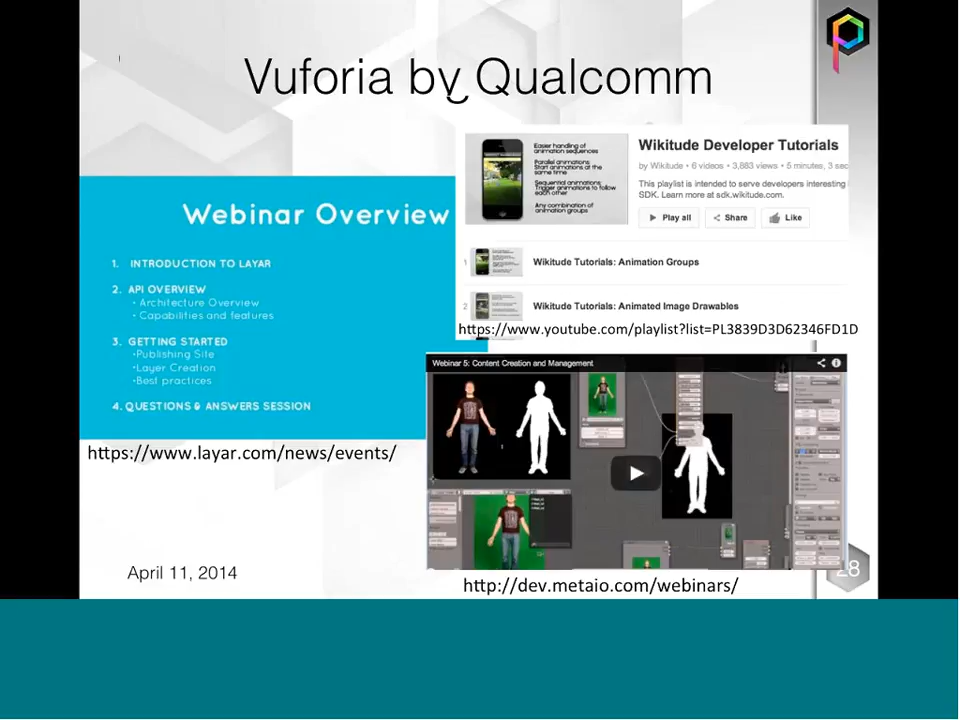 Vuforia by Qualcomm
Webinar Overview
1. INTRODUCTION TO LAYAR
2. API OVERVIEW
• Architecture Overview
• Capabilities and features
3. GETTING STARTED
•Publishing Site
•Layer Creation
•Best practices
4. QUESTIONS & ANSWERS SESSION
https://www.layar.com/news/events/
Easier handling of
animation sequences
Parallel animations:
Start animations at the
same time
Sequential animations:
Trigger animations to follow
each other
Any combination of
animation groups
Wikitude Developer Tutorials
by Wikitude • 6 videos • 3,883 views • 5 minutes, 3 sec
This playlist is intended to serve developers interesting
SDK. Learn more at sdk.wikitude.com.
Play all
Share
Like
1 Wikitude Tutorials: Animation Groups
2 Wikitude Tutorials: Animated Image Drawables
https://www.youtube.com/playlist?list=PL3839D3D62346FD1D
Webinar 5: Content Creation and Management
http://dev.metaio.com/webinars/
April 11, 2014
28